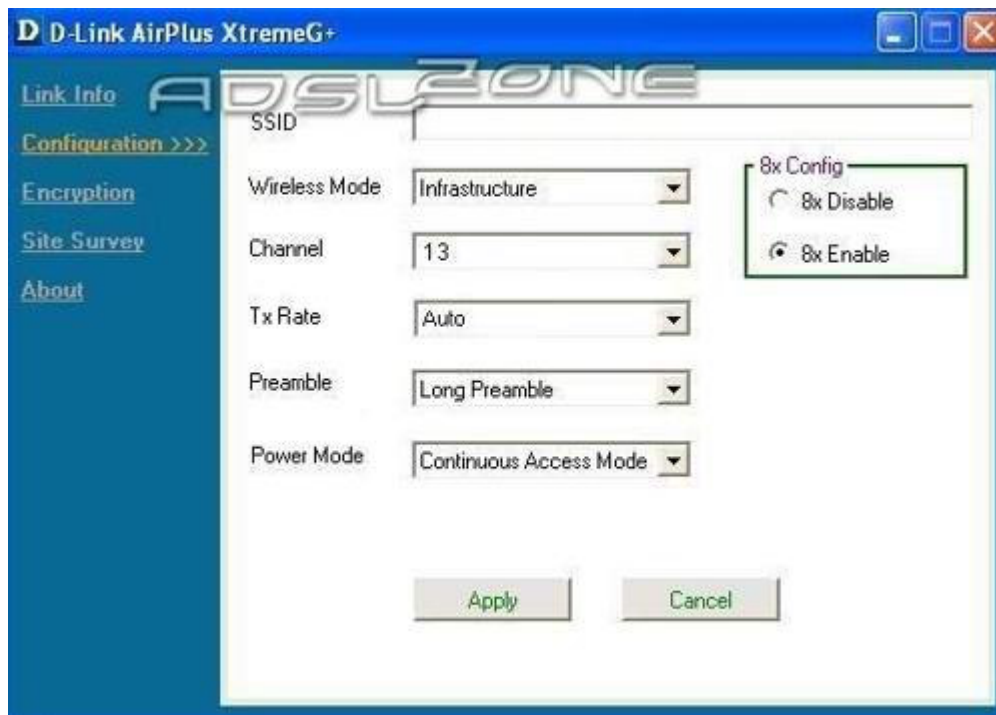 D D-Link AirPlus XtremeG+
ADSLZONE
Link Info
Configuration >>>
Encryption
Site Survey
About
SSID
Wireless Mode Infrastructure
Channel 13
Tx Rate Auto
Preamble Long Preamble
Power Mode Continuous Access Mode
8x Config
8x Disable
8x Enable
Apply Cancel